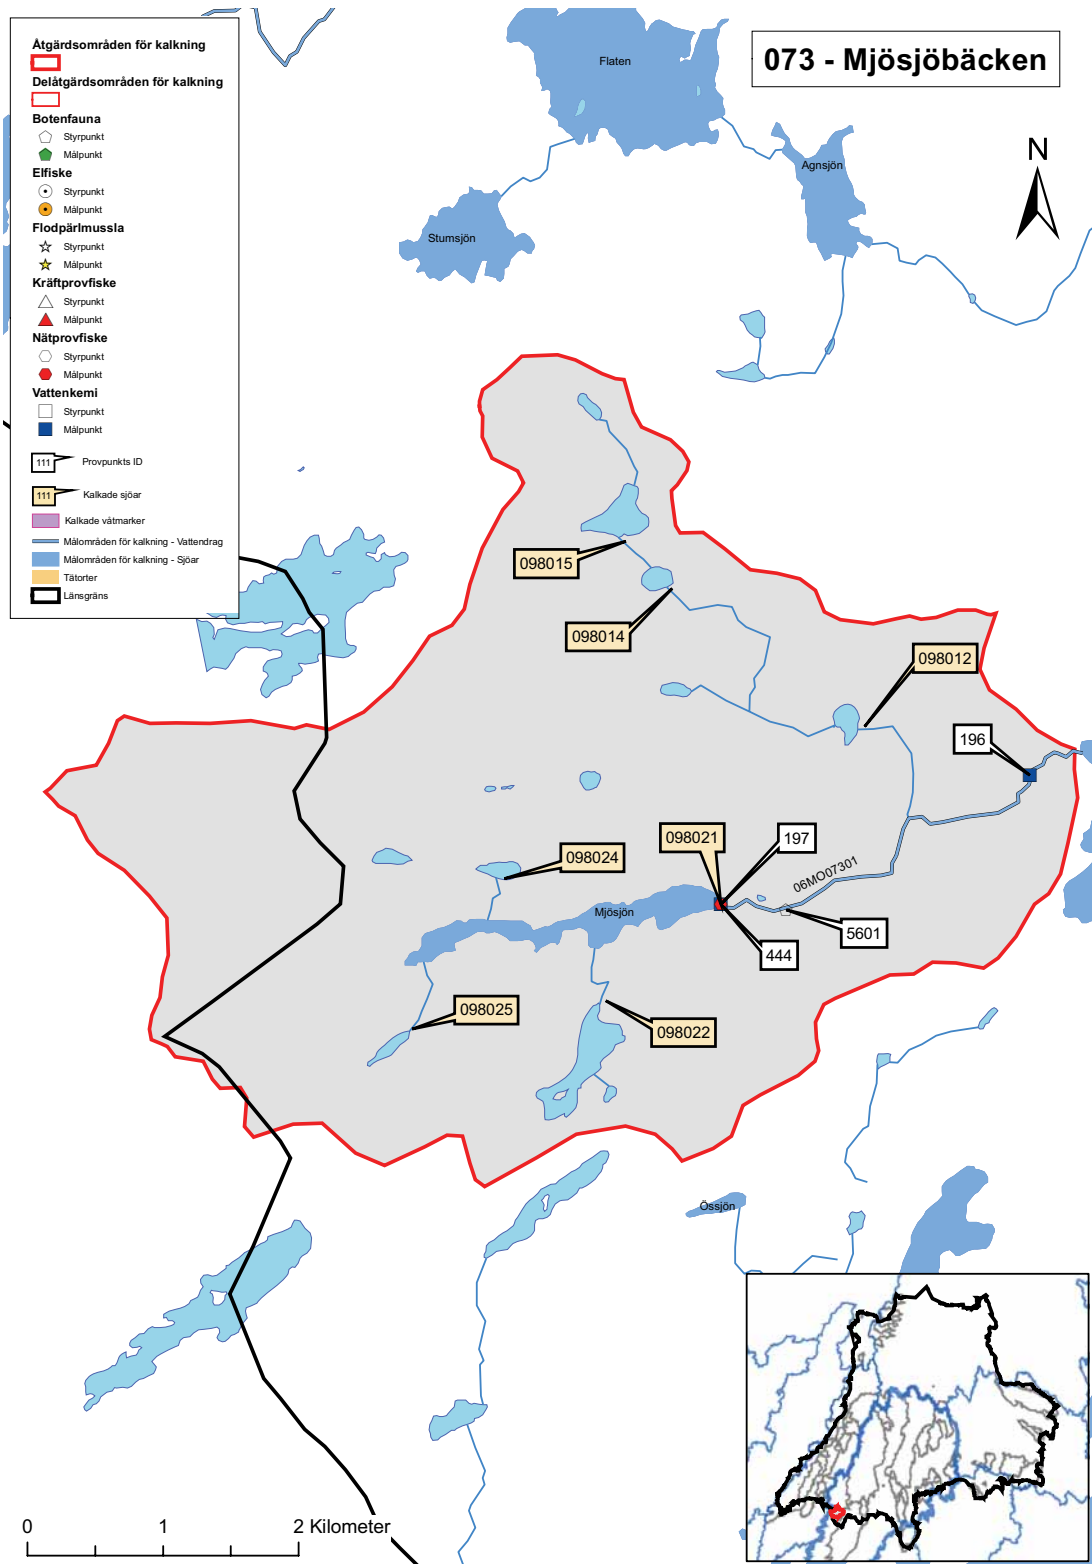 073 - Mjösjöbäcken
Åtgärdsområden för kalkning
Delåtgärdsområden för kalkning
Botenfauna
Styrpunkt
Målpunkt
Elfiske
Styrpunkt
Målpunkt
Flodpärlmussla
Styrpunkt
Målpunkt
Kräftprovfiske
Styrpunkt
Målpunkt
Nätprovfiske
Styrpunkt
Målpunkt
Vattenkemi
Styrpunkt
Målpunkt
111 Provpunkts ID
111 Kalkade sjöar
Kalkade våtmarker
Målområden för kalkning - Vattendrag
Målområden för kalkning - Sjöar
Tätorter
Länsgräns
Flaten
N
Agnsjön
Stumsjön
098015
098014
098012
196
098021
197
098024
06MO07301
Mjösjön
5601
444
098025
098022
Össjön
0 1 2 Kilometer